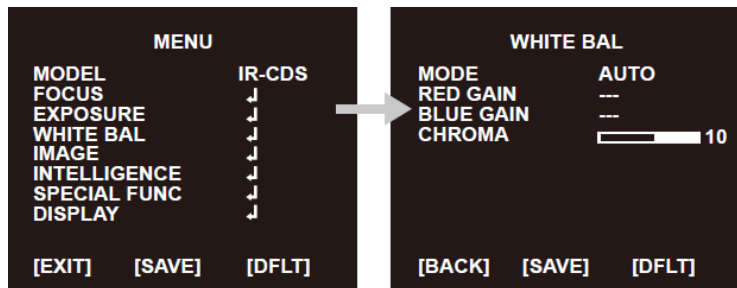 MENU
MODEL IR-CDS
FOCUS ↲
EXPOSURE ↲
WHITE BAL ↲
IMAGE ↲
INTELLIGENCE ↲
SPECIAL FUNC ↲
DISPLAY ↲
[EXIT] [SAVE] [DFLT]
WHITE BAL
MODE AUTO
RED GAIN ---
BLUE GAIN ---
CHROMA 10
[BACK] [SAVE] [DFLT]